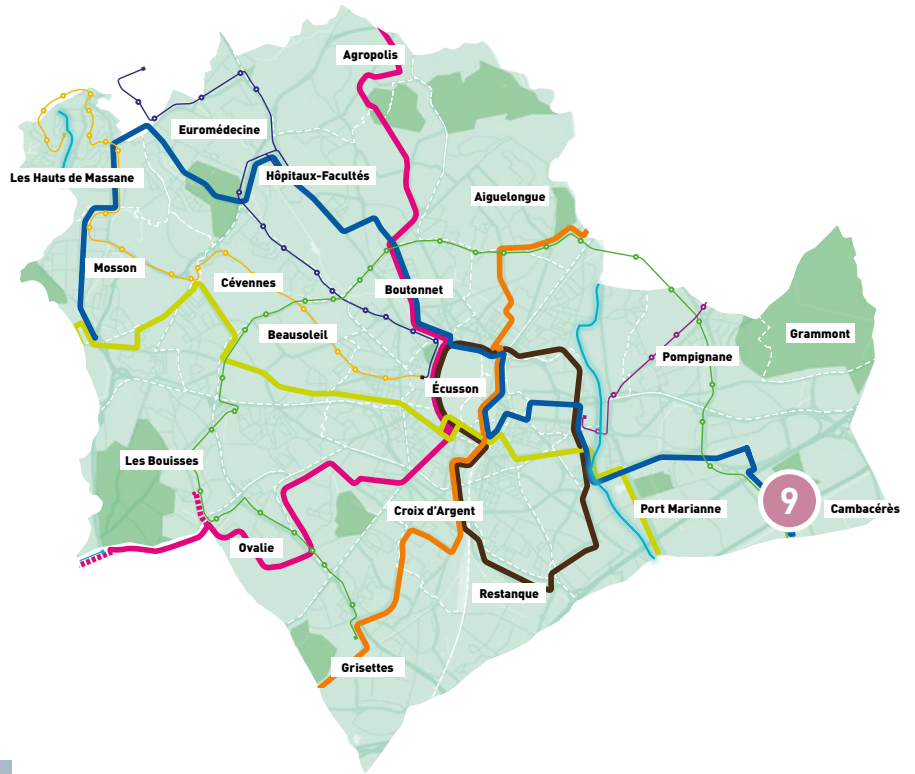 Agropolis
Euromédecine
Les Hauts de Massane
Hôpitaux-Facultés
Aiguelongue
Mosson
Cévennes
Boutonnet
Beausoleil
Grammont
Pompignane
Écusson
Les Bouisses
Croix d'Argent
Port Marianne
9
Cambacérès
Ovalie
Restanque
Grisettes